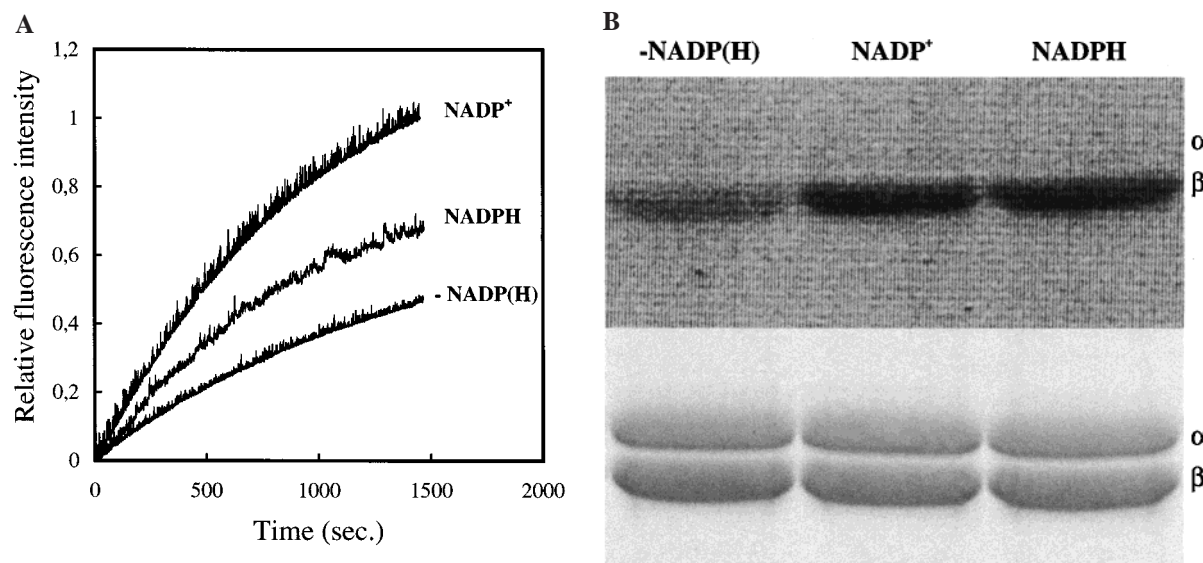 A
1,2
1
0.8
0.6
0.4
0.2
0
0
500
1000
1500
2000
Relative fluorescence intensity
Time (sec.)
NADP⁺
NADPH
- NADP(H)
B
-NADP(H) NADP⁺ NADPH
α
β
α
β